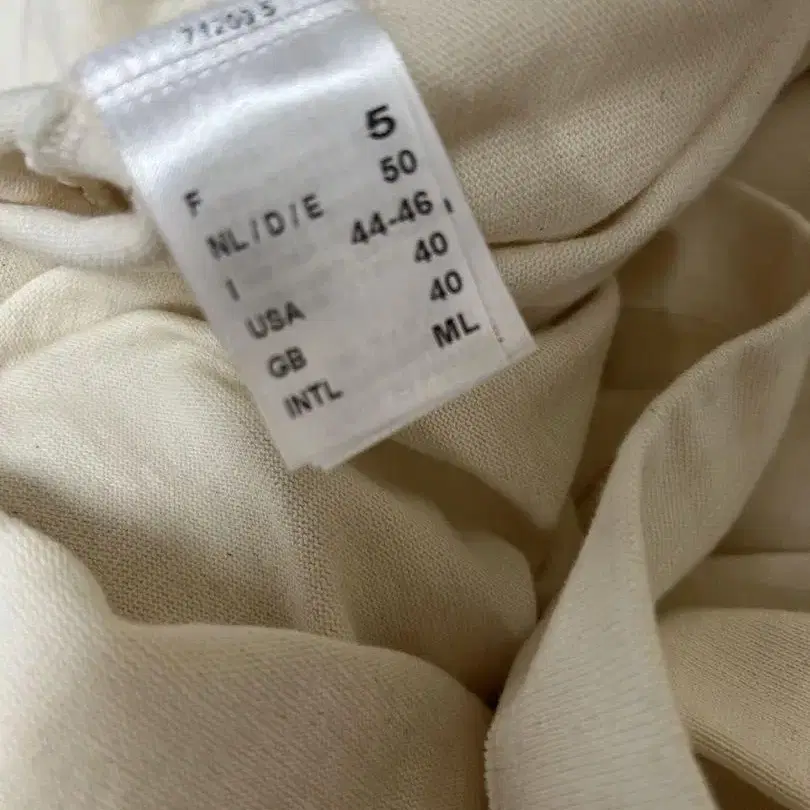 F 5
NL/D/E 50
I 44-46
USA 40
GB 40
INTL ML